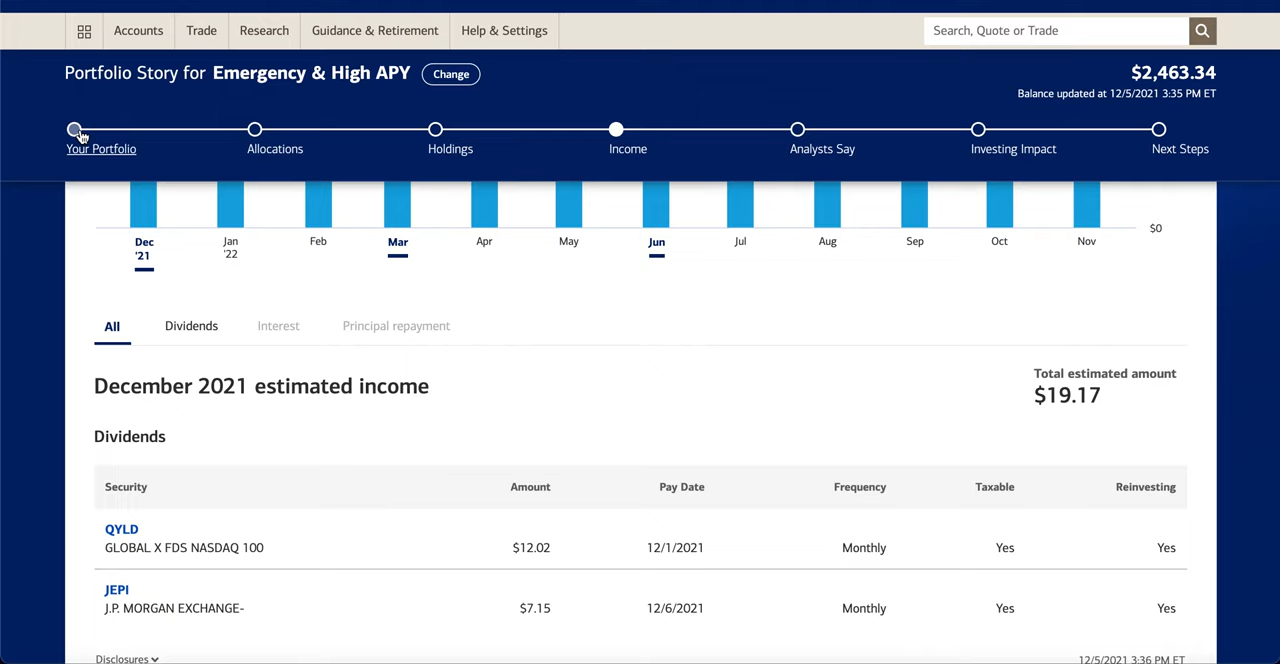 Accounts Trade Research Guidance & Retirement Help & Settings Search, Quote or Trade
Portfolio Story for Emergency & High APY Change $2,463.34
Balance updated at 12/5/2021 3:35 PM ET
Your Portfolio Allocations Holdings Income Analysts Say Investing Impact Next Steps
$0
Dec Jan Feb Mar Apr May Jun Jul Aug Sep Oct Nov
'21 '22
All Dividends Interest Principal repayment
December 2021 estimated income
Total estimated amount
$19.17
Dividends
Security Amount Pay Date Frequency Taxable Reinvesting
QYLD
GLOBAL X FDS NASDAQ 100 $12.02 12/1/2021 Monthly Yes Yes
JEPI
J.P. MORGAN EXCHANGE- $7.15 12/6/2021 Monthly Yes Yes
Disclosures 12/5/2021 3:36 PM ET